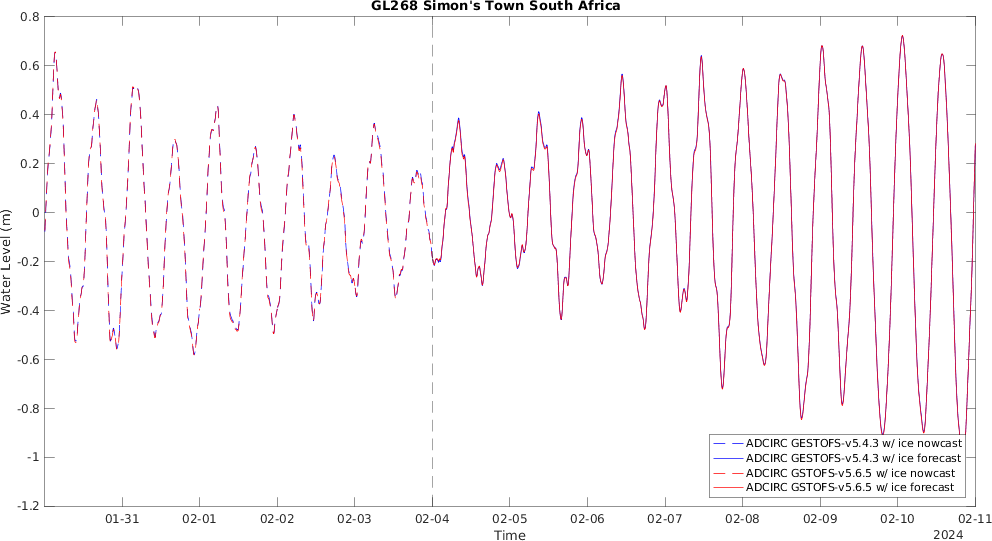 GL268 Simon's Town South Africa
0.8
0.6
0.4
0.2
0
-0.2
-0.4
-0.6
-0.8
-1
-1.2
Water Level (m)
ADCIRC GESTOFS-v5.4.3 w/ ice nowcast
ADCIRC GESTOFS-v5.4.3 w/ ice forecast
ADCIRC GSTOFS-v5.6.5 w/ ice nowcast
ADCIRC GSTOFS-v5.6.5 w/ ice forecast
01-31 02-01 02-02 02-03 02-04 02-05 02-06 02-07 02-08 02-09 02-10 02-11
Time
2024